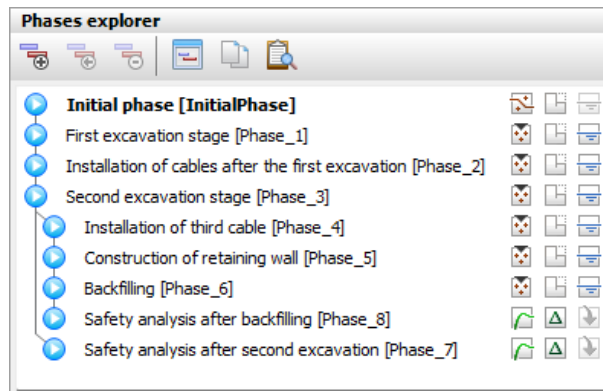 Phases explorer
Initial phase [InitialPhase]
First excavation stage [Phase_1]
Installation of cables after the first excavation [Phase_2]
Second excavation stage [Phase_3]
Installation of third cable [Phase_4]
Construction of retaining wall [Phase_5]
Backfilling [Phase_6]
Safety analysis after backfilling [Phase_8]
Safety analysis after second excavation [Phase_7]